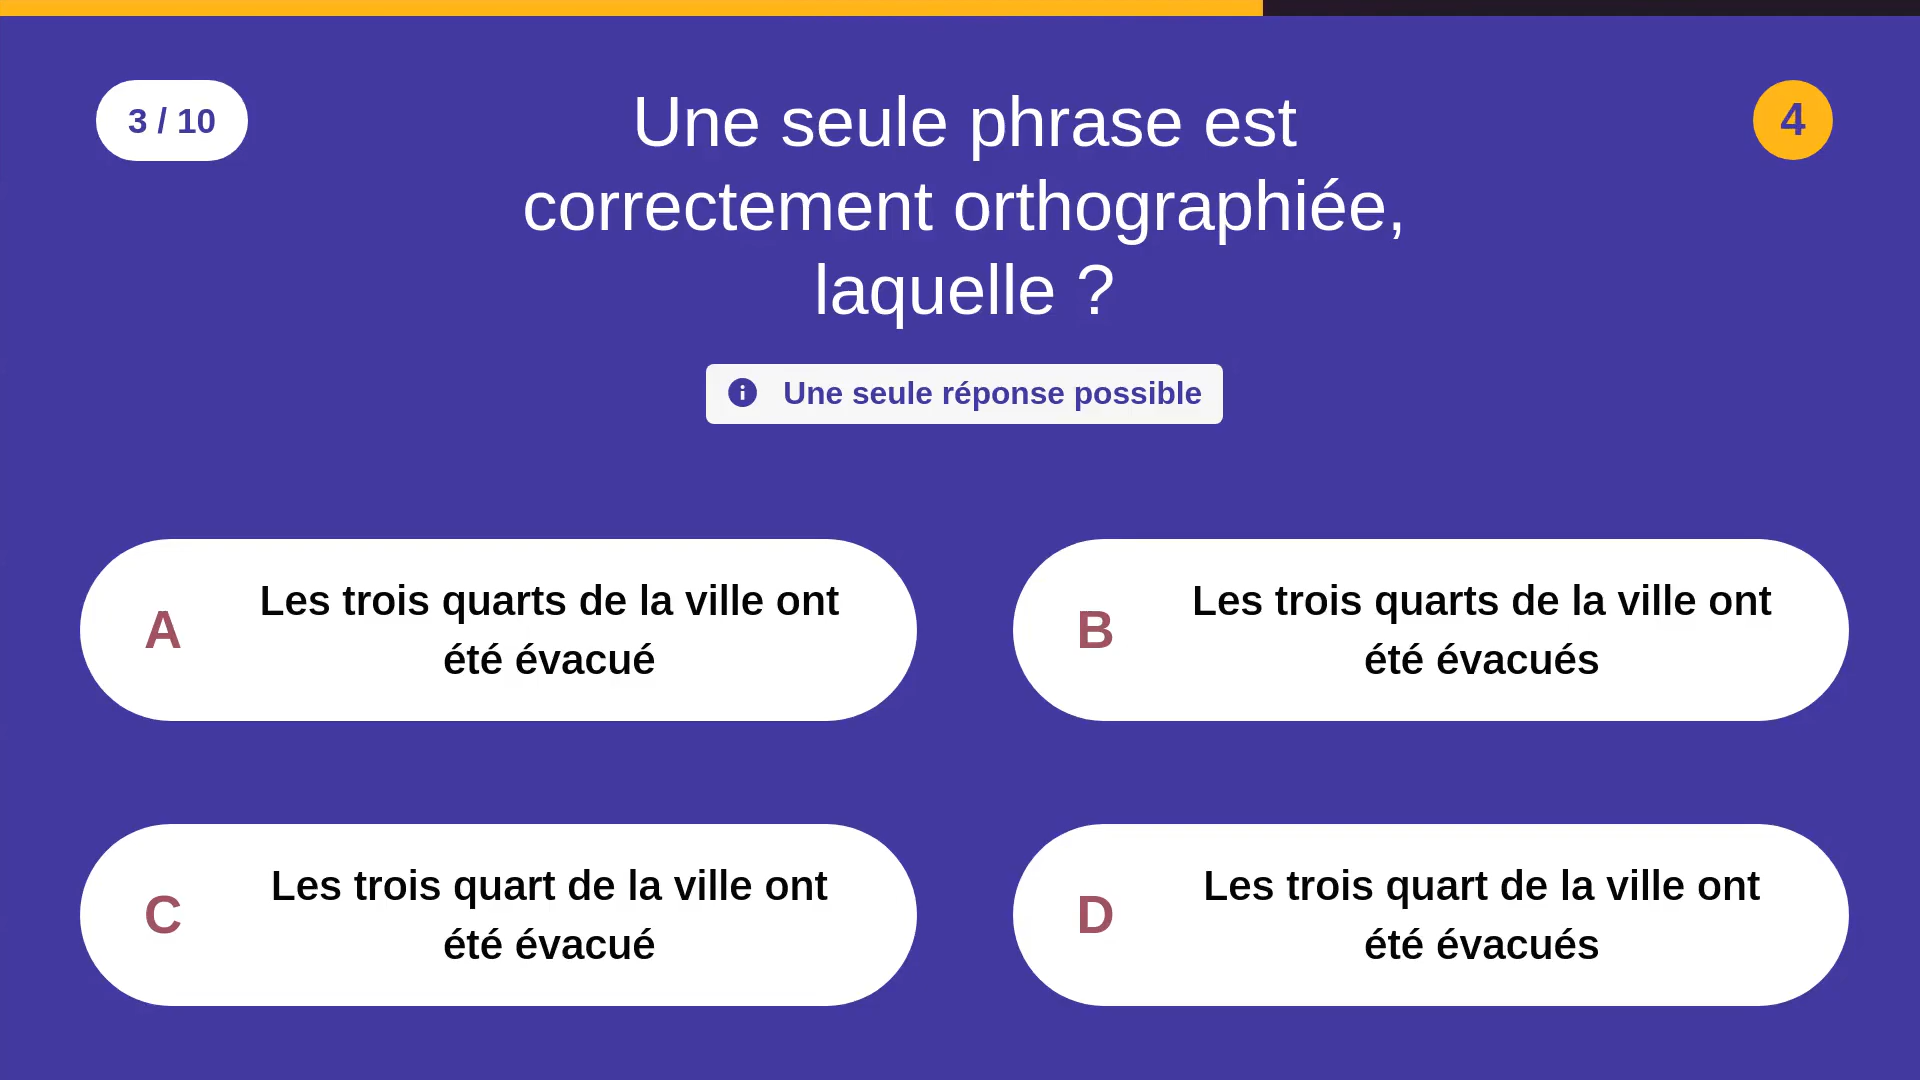 3 / 10
Une seule phrase est
correctement orthographiée,
laquelle ?
4
Une seule réponse possible
A
Les trois quarts de la ville ont
été évacué
B
Les trois quarts de la ville ont
été évacués
C
Les trois quart de la ville ont
été évacué
D
Les trois quart de la ville ont
été évacués